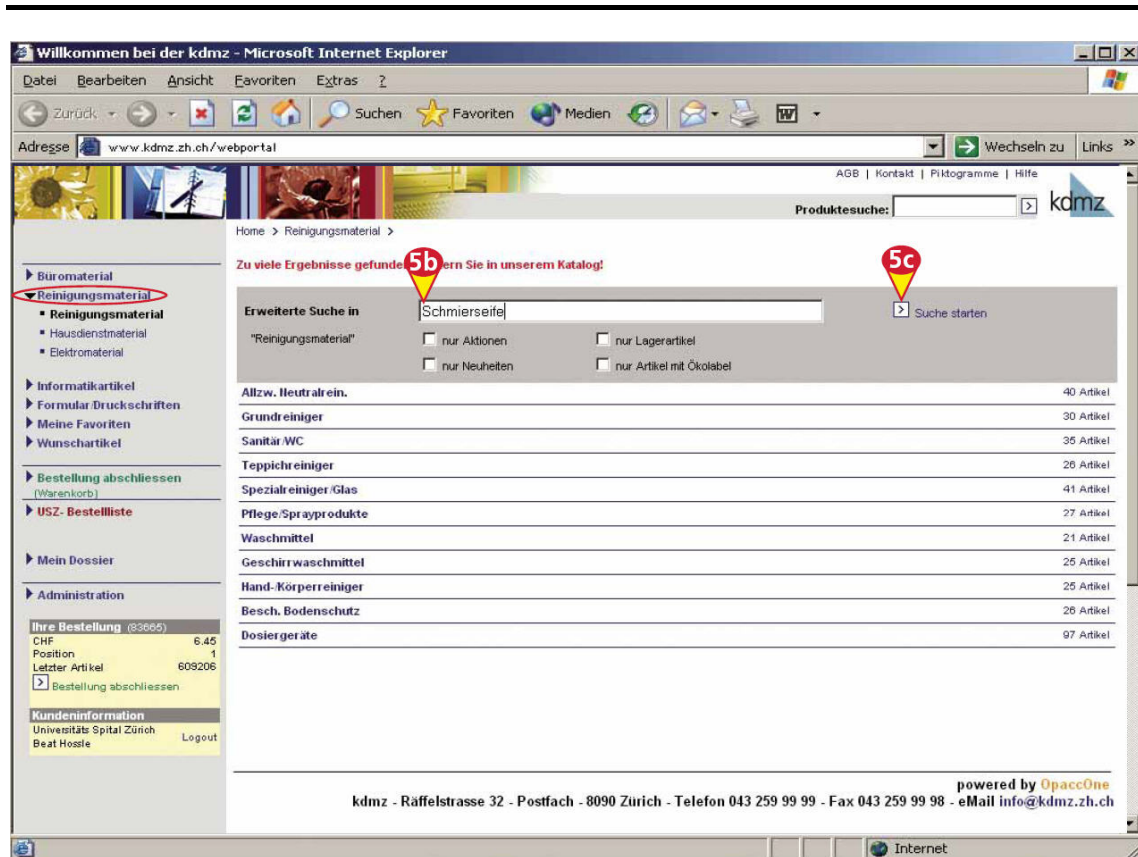 Willkommen bei der kdmz - Microsoft Internet Explorer
Datei Bearbeiten Ansicht Favoriten Extras ?
Zurück Suchen Favoriten Medien
Adresse www.kdmz.zh.ch/webportal Wechseln zu Links »
AGB | Kontakt | Piktogramme | Hilfe
Produktesuche: kdmz
Home > Reinigungsmaterial >
Zu viele Ergebnisse gefunden Sie in unserem Katalog!
5b
5c
Büromaterial
Reinigungsmaterial
Reinigungsmaterial
Hausdienstmaterial
Elektromaterial
Informatikartikel
Formular/Druckschriften
Meine Favoriten
Wunschartikel
Bestellung abschliessen
(Warenkorb)
USZ- Bestellliste
Mein Dossier
Administration
Ihre Bestellung (83665)
CHF 6.45
Position 1
Letzter Artikel 609206
Bestellung abschliessen
Kundeninformation
Universitäts Spital Zürich
Beat Hossle
Logout
Erweiterte Suche in Schmierseife Suche starten
"Reinigungsmaterial" nur Aktionen nur Lagerartikel
nur Neuheiten nur Artikel mit Ökolabel
Allzw. Neutralrein. 40 Artikel
Grundreiniger 30 Artikel
Sanitär/WC 35 Artikel
Teppichreiniger 26 Artikel
Spezialreiniger/Glas 41 Artikel
Pflege/Sprayprodukte 27 Artikel
Waschmittel 21 Artikel
Geschirrwaschmittel 25 Artikel
Hand-/Körperreiniger 25 Artikel
Besch. Bodenschutz 26 Artikel
Dosiergeräte 97 Artikel
powered by OpaccOne
kdmz - Räffelstrasse 32 - Postfach - 8090 Zürich - Telefon 043 259 99 99 - Fax 043 259 99 98 - eMail info@kdmz.zh.ch
Internet